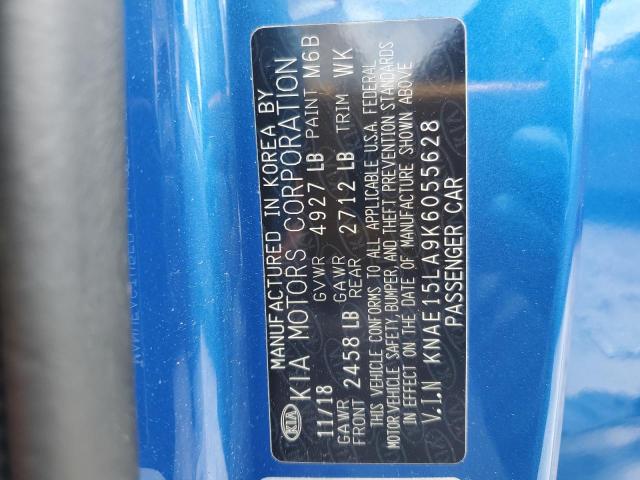 MANUFACTURED IN KOREA BY
KIA KIA MOTORS CORPORATION
11/18 GVWR 4927 LB PAINT M6B
GAWR FRONT 2458 LB GAWR REAR 2712 LB TRIM WK
THIS VEHICLE CONFORMS TO ALL APPLICABLE U.S.A. FEDERAL
MOTOR VEHICLE SAFETY, BUMPER, AND THEFT PREVENTION STANDARDS
IN EFFECT ON THE DATE OF MANUFACTURE SHOWN ABOVE
V.I.N KNAE15LA9K6055628
PASSENGER CAR